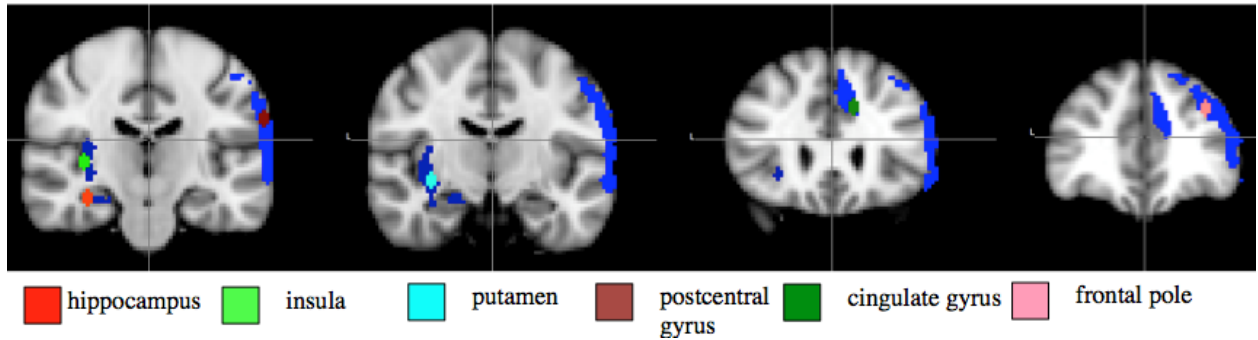 L
L
L
hippocampus
insula
putamen
postcentral
gyrus
cingulate gyrus
frontal pole